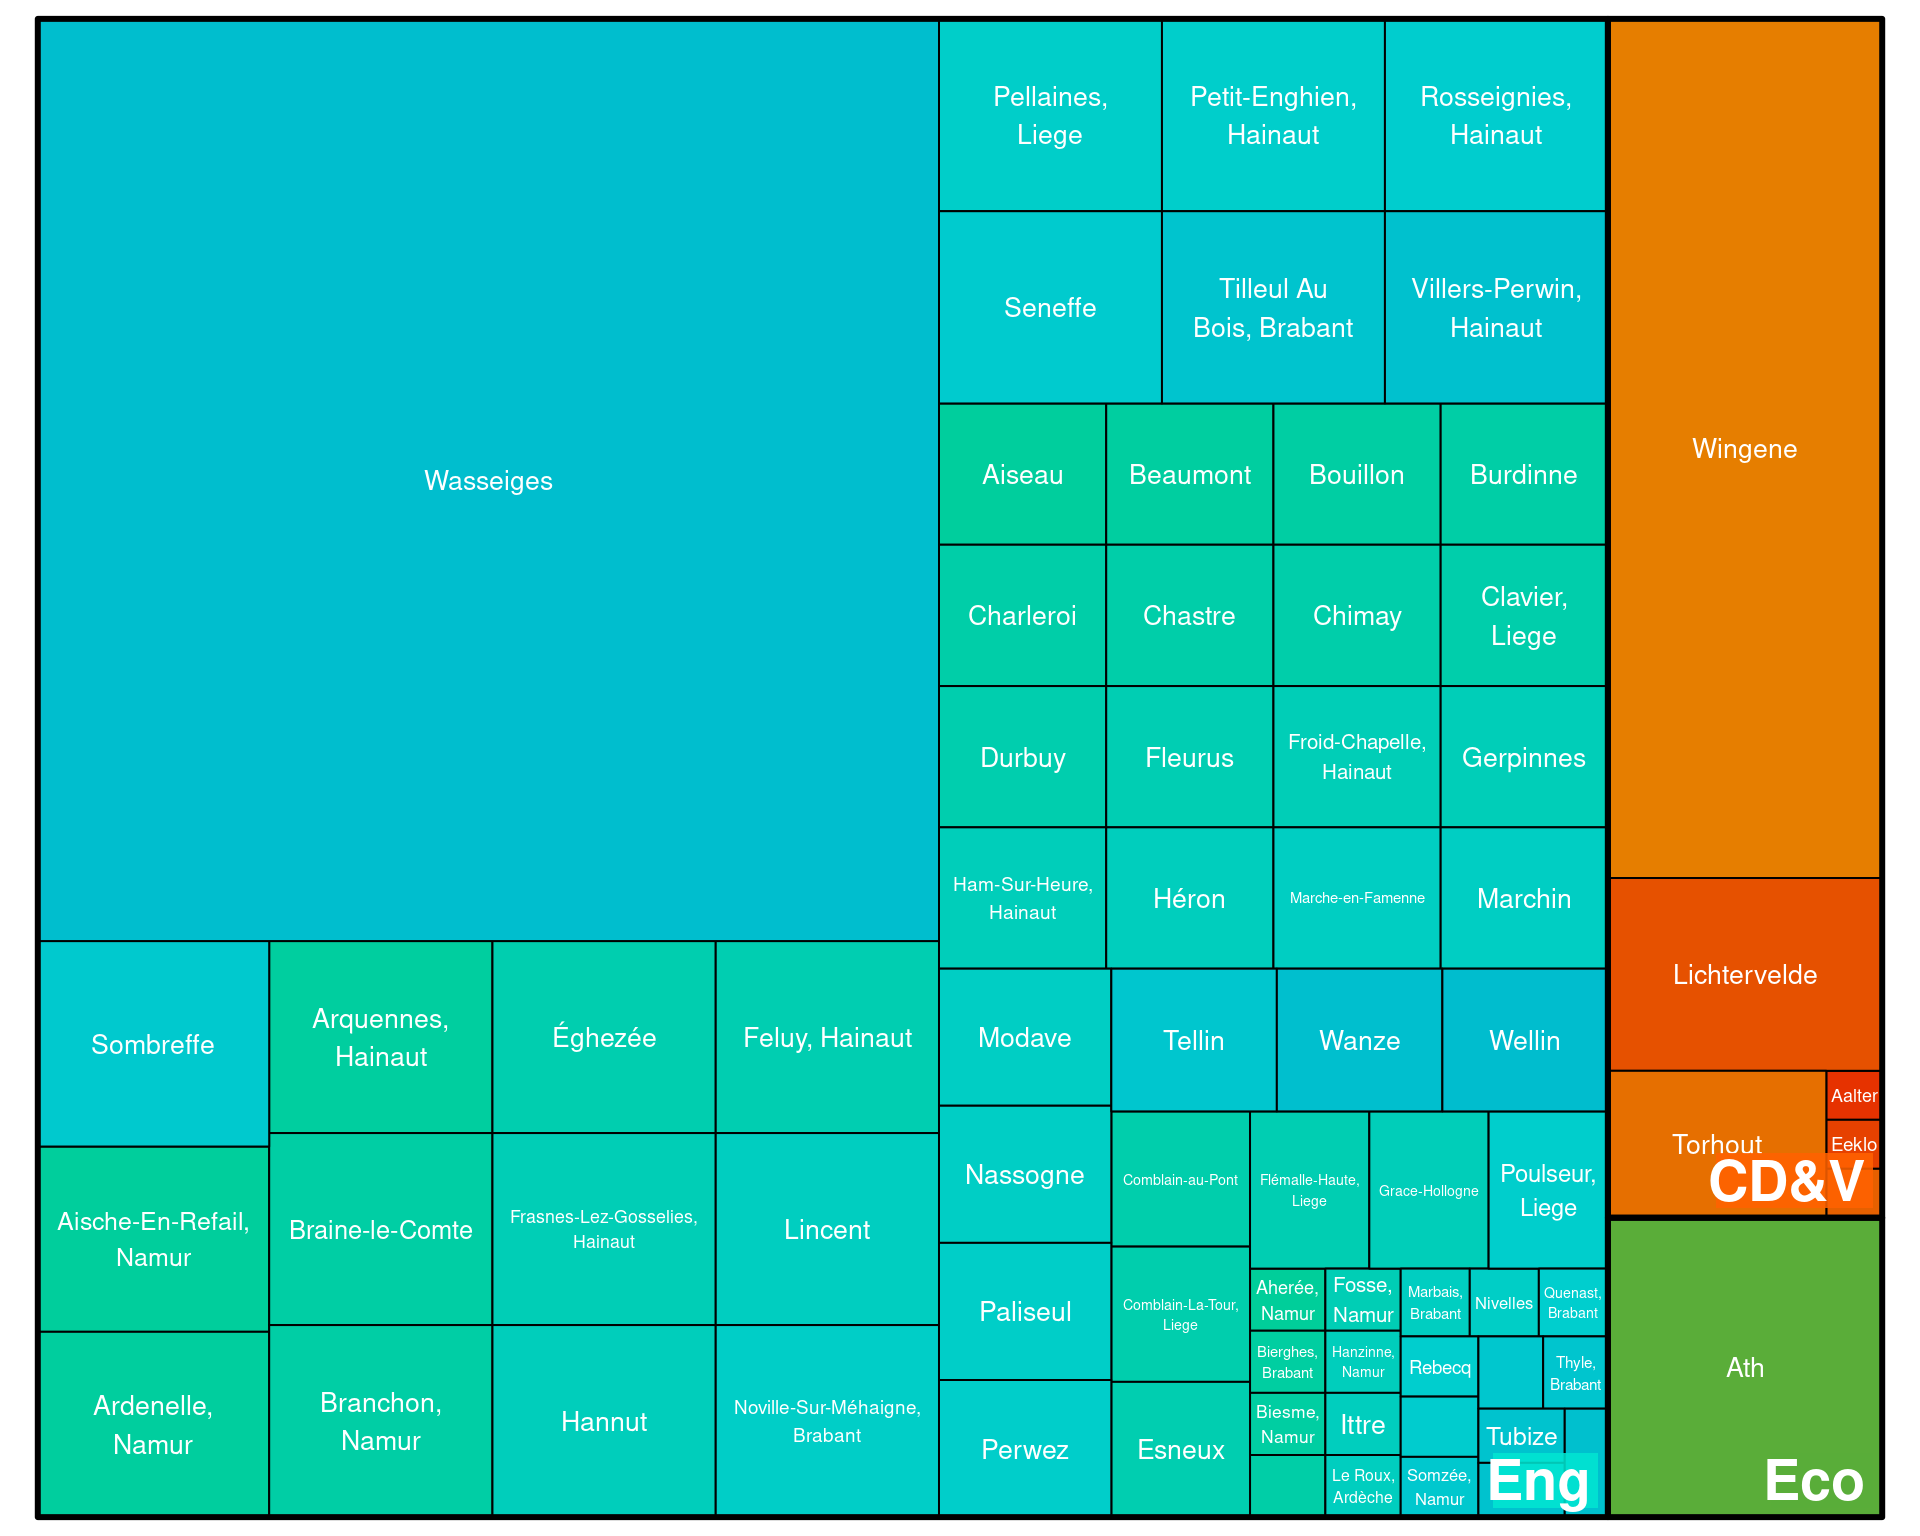 Wasseiges
Sombreffe
Aische-En-Refail,
Namur
Ardenelle,
Namur
Arquennes,
Hainaut
Éghezée
Feluy, Hainaut
Braine-le-Comte
Frasnes-Lez-Gosselies,
Hainaut
Lincent
Branchon,
Namur
Hannut
Noville-Sur-Méhaigne,
Brabant
Pellaines,
Liege
Petit-Enghien,
Hainaut
Rosseignies,
Hainaut
Seneffe
Tilleul Au
Bois, Brabant
Villers-Perwin,
Hainaut
Aiseau
Beaumont
Bouillon
Burdinne
Charleroi
Chastre
Chimay
Clavier,
Liege
Durbuy
Fleurus
Froid-Chapelle,
Hainaut
Gerpinnes
Ham-Sur-Heure,
Hainaut
Héron
Marche-en-Famenne
Marchin
Modave
Nassogne
Paliseul
Perwez
Tellin
Wanze
Wellin
Comblain-au-Pont
Comblain-La-Tour,
Liege
Esneux
Flémalle-Haute,
Liege
Grace-Hollogne
Poulseur,
Liege
Aherée,
Namur
Fosse,
Namur
Bierghes,
Brabant
Hanzinne,
Namur
Biesme,
Namur
Ittre
Le Roux,
Ardèche
Marbais,
Brabant
Nivelles
Quenast,
Brabant
Rebecq
Thyle,
Brabant
Somzée,
Namur
Tubize
Eng
Wingene
Lichtervelde
Torhout
Aalter
Eeklo
CD&V
Ath
Eco